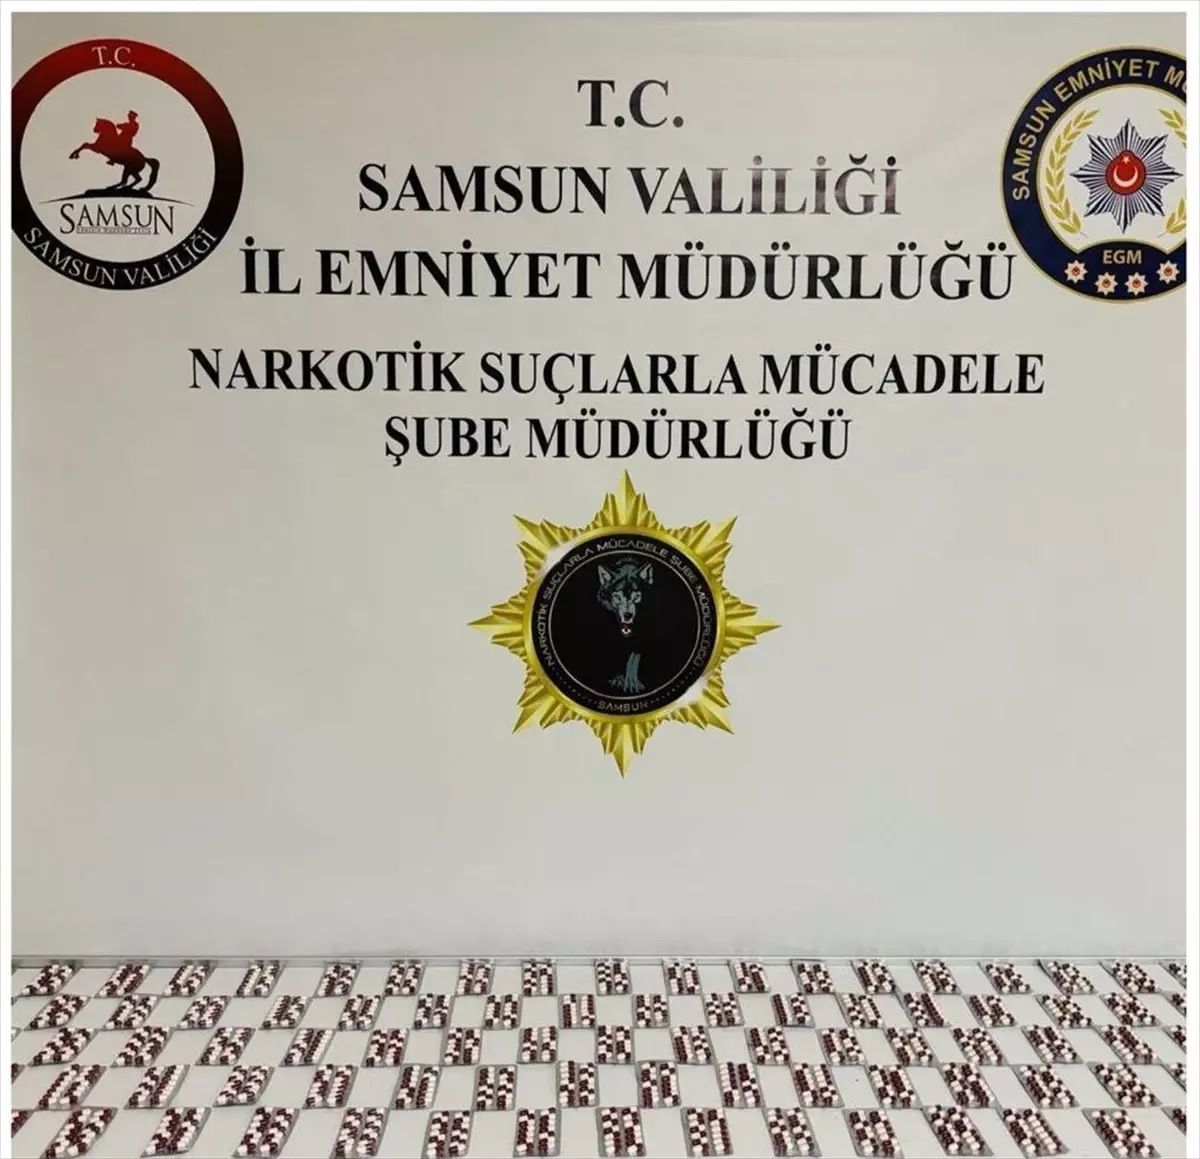 T.C.
SAMSUN
SAMSUN VALİLİĞİ
T.C.
SAMSUN VALİLİĞİ
İL EMNİYET MÜDÜRLÜĞÜ
NARKOTİK SUÇLARLA MÜCADELE
ŞUBE MÜDÜRLÜĞÜ
SAMSUN EMNİYET
EGM
NARKOTİK SUÇLARLA MÜCADELE ŞUBE MÜDÜRLÜĞÜ
SAMSUN